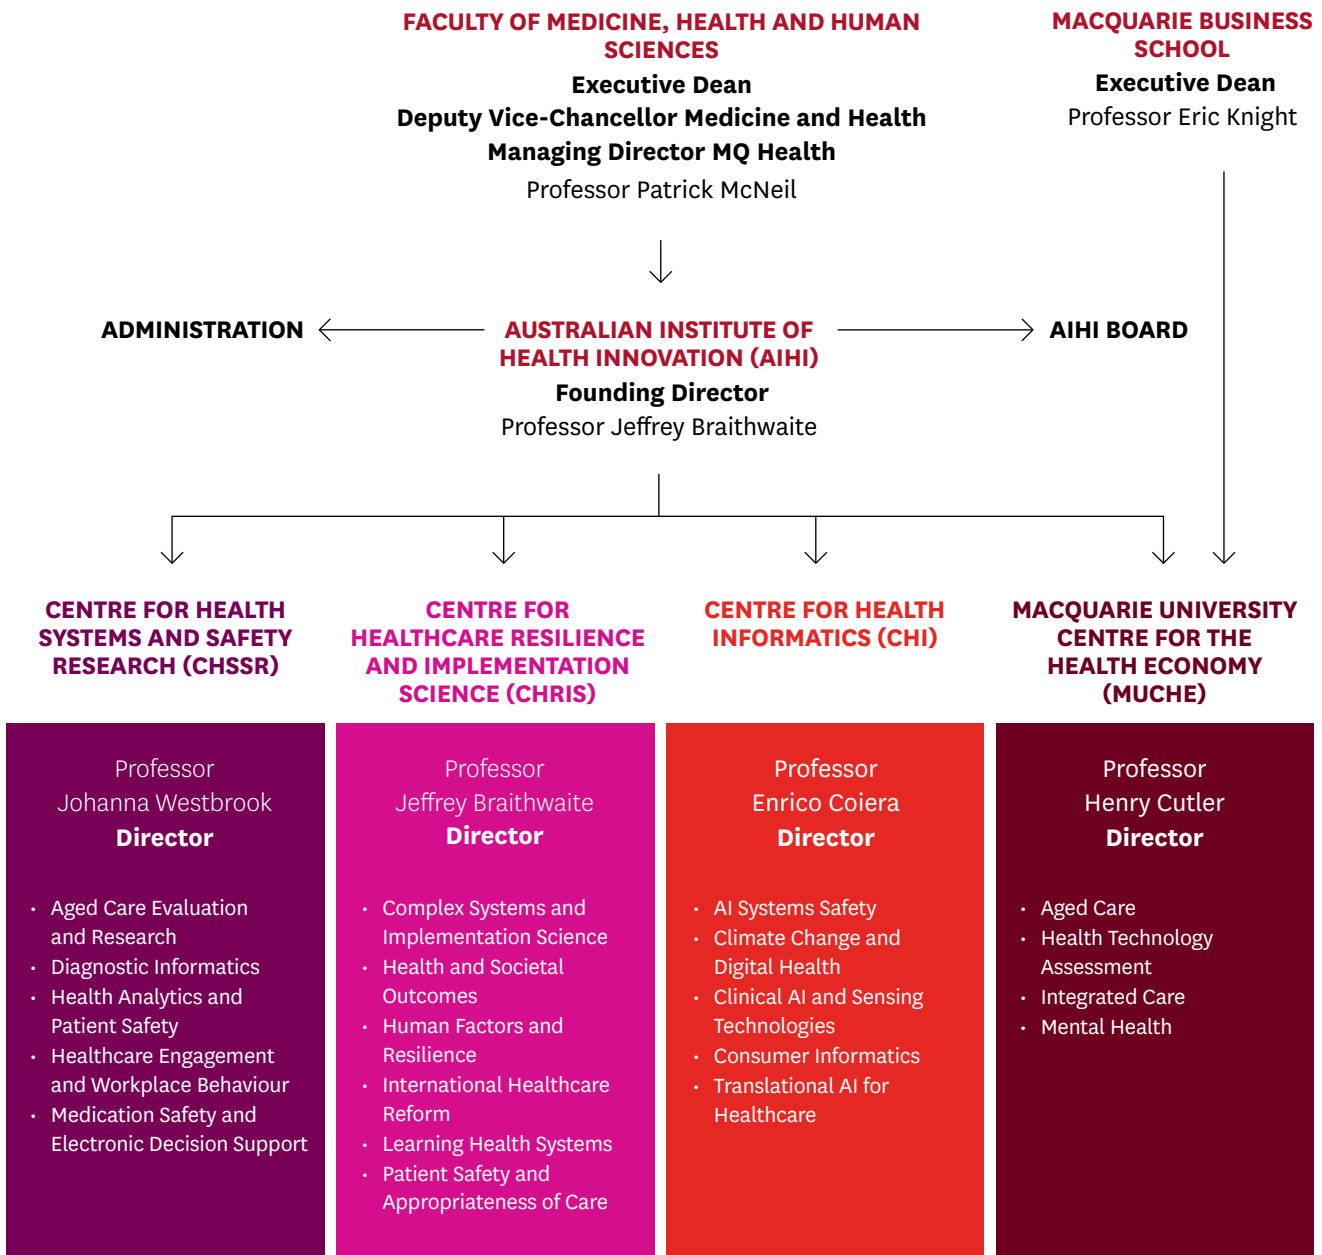 FACULTY OF MEDICINE, HEALTH AND HUMAN
SCIENCES
Executive Dean
Deputy Vice-Chancellor Medicine and Health
Managing Director MQ Health
Professor Patrick McNeil
MACQUARIE BUSINESS
SCHOOL
Executive Dean
Professor Eric Knight
ADMINISTRATION
AUSTRALIAN INSTITUTE OF
HEALTH INNOVATION (AIHI)
Founding Director
Professor Jeffrey Braithwaite
AIHI BOARD
CENTRE FOR HEALTH
SYSTEMS AND SAFETY
RESEARCH (CHSSR)
Professor
Johanna Westbrook
Director
• Aged Care Evaluation
and Research
• Diagnostic Informatics
• Health Analytics and
Patient Safety
• Healthcare Engagement
and Workplace Behaviour
• Medication Safety and
Electronic Decision Support
CENTRE FOR
HEALTHCARE RESILIENCE
AND IMPLEMENTATION
SCIENCE (CHRIS)
Professor
Jeffrey Braithwaite
Director
• Complex Systems and
Implementation Science
• Health and Societal
Outcomes
• Human Factors and
Resilience
• International Healthcare
Reform
• Learning Health Systems
• Patient Safety and
Appropriateness of Care
CENTRE FOR HEALTH
INFORMATICS (CHI)
Professor
Enrico Coiera
Director
• AI Systems Safety
• Climate Change and
Digital Health
• Clinical AI and Sensing
Technologies
• Consumer Informatics
• Translational AI for
Healthcare
MACQUARIE UNIVERSITY
CENTRE FOR THE
HEALTH ECONOMY
(MUCHE)
Professor
Henry Cutler
Director
• Aged Care
• Health Technology
Assessment
• Integrated Care
• Mental Health